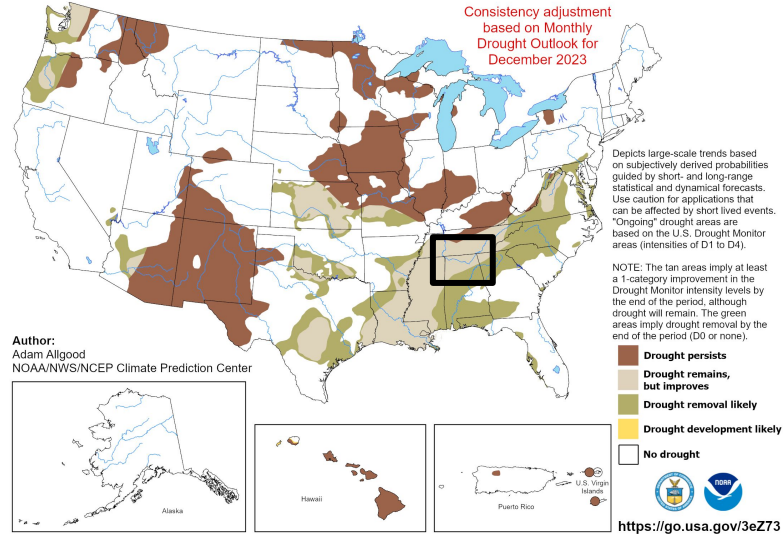 Consistency adjustment
based on Monthly
Drought Outlook for
December 2023
Depicts large-scale trends based
on subjectively derived probabilities
guided by short- and long-range
statistical and dynamical forecasts.
Use caution for applications that
can be affected by short lived events.
"Ongoing" drought areas are
based on the U.S. Drought Monitor
areas (intensities of D1 to D4).
NOTE: The tan areas imply at least
a 1-category improvement in the
Drought Monitor intensity levels by
the end of the period, although
drought will remain. The green
areas imply drought removal by the
end of the period (D0 or none).
Author:
Adam Allgood
NOAA/NWS/NCEP Climate Prediction Center
Drought persists
Drought remains,
but improves
Drought removal likely
Drought development likely
No drought
Alaska
Hawaii
Puerto Rico
U.S. Virgin
Islands
NOAA
https://go.usa.gov/3eZ73